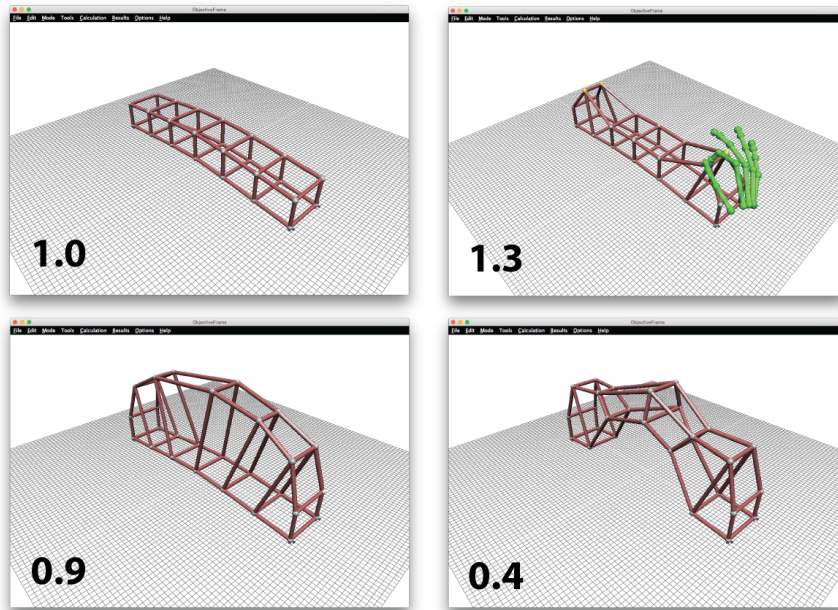 ObjectiveFrame
File Edit Mode Tools Calculation Results Options Help
1.0
ObjectiveFrame
File Edit Mode Tools Calculation Results Options Help
1.3
ObjectiveFrame
File Edit Mode Tools Calculation Results Options Help
0.9
ObjectiveFrame
File Edit Mode Tools Calculation Results Options Help
0.4